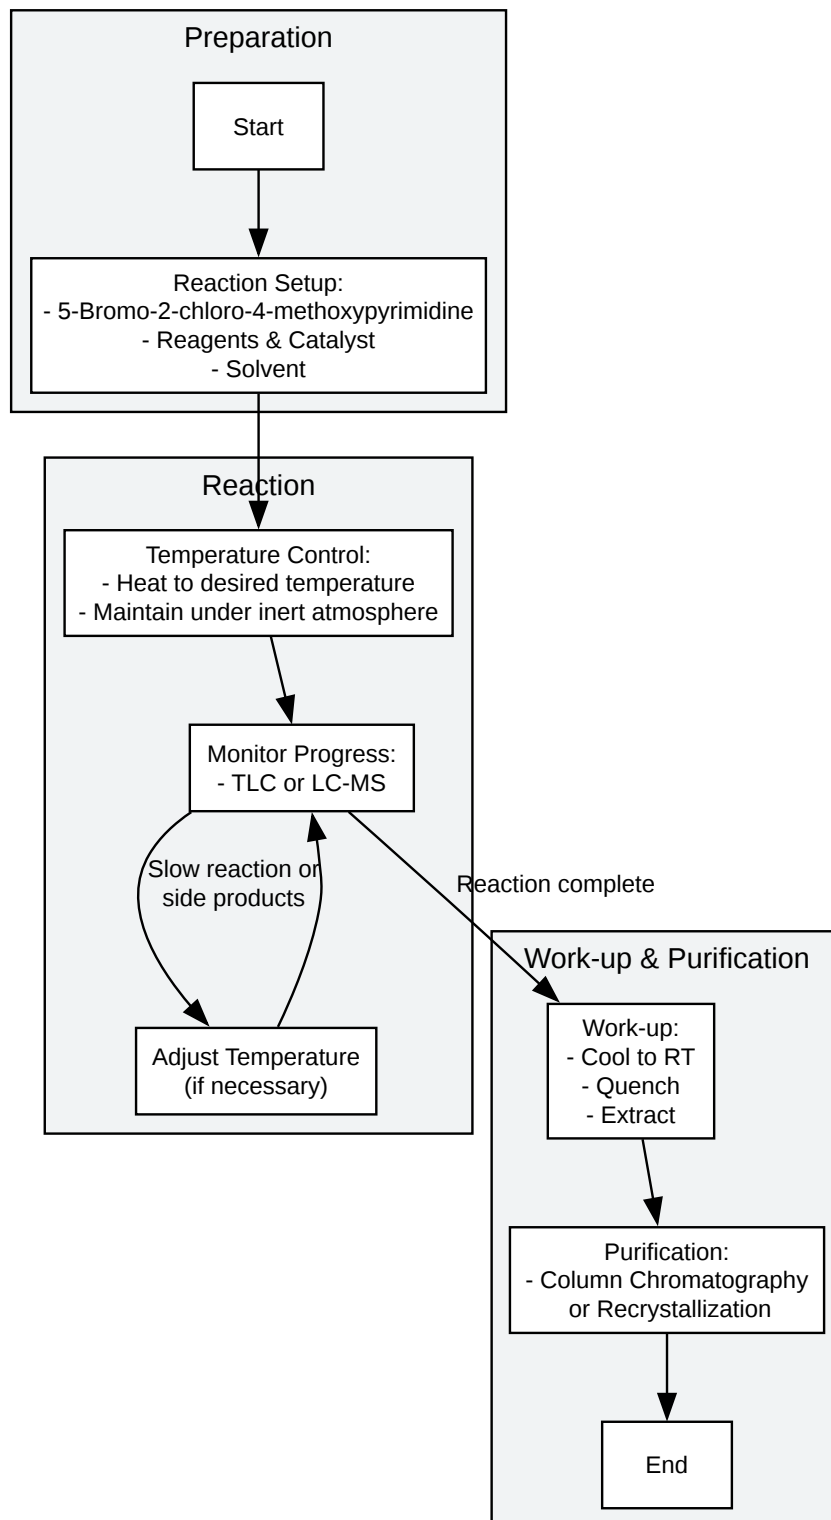 Preparation
Start
Reaction Setup:
- 5-Bromo-2-chloro-4-methoxypyrimidine
- Reagents & Catalyst
- Solvent
Reaction
Temperature Control:
- Heat to desired temperature
- Maintain under inert atmosphere
Monitor Progress:
- TLC or LC-MS
Slow reaction or
side products
Reaction complete
Adjust Temperature
(if necessary)
Work-up & Purification
Work-up:
- Cool to RT
- Quench
- Extract
Purification:
- Column Chromatography
or Recrystallization
End